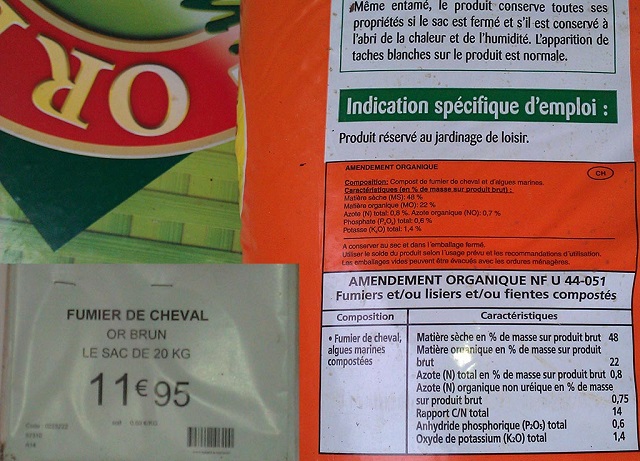 OR
Même entamé, le produit conserve toutes ses
propriétés si le sac est fermé et s'il est conservé à
l'abri de la chaleur et de l'humidité. L'apparition de
taches blanches sur le produit est normale.
Indication spécifique d'emploi :
Produit réservé au jardinage de loisir.
AMENDEMENT ORGANIQUE
CH
Composition: Compost de fumier de cheval et d'algues marines.
Caractéristiques (en % de masse sur produit brut) :
Matière sèche (MS): 48 %
Matière organique (MO): 22 %
Azote (N) total: 0,8 %. Azote organique (NO): 0,7 %
Phosphate (P₂O₅) total: 0,6 %
Potasse (K₂O) total: 1,4 %
A conserver au sec et dans l'emballage fermé.
Utiliser le sol du produit selon l'usage prévu et les recommandations d'utilisation.
Les emballages vides peuvent être évacués avec les ordures ménagères.
AMENDEMENT ORGANIQUE NF U 44-051
Fumiers et/ou lisiers et/ou fientes compostés
Composition Caractéristiques
• Fumier de cheval,
algues marines
compostées
Matière sèche en % de masse sur produit brut 48
Matière organique en % de masse sur produit
brut 22
Azote (N) total en % de masse sur produit brut 0,8
Azote (N) organique non uréique en % de masse
sur produit brut 0,75
Rapport C/N total 14
Anhydride phosphorique (P₂O₅) total 0,6
Oxyde de potassium (K₂O) total 1,4
FUMIER DE CHEVAL
OR BRUN
LE SAC DE 20 KG
11€95